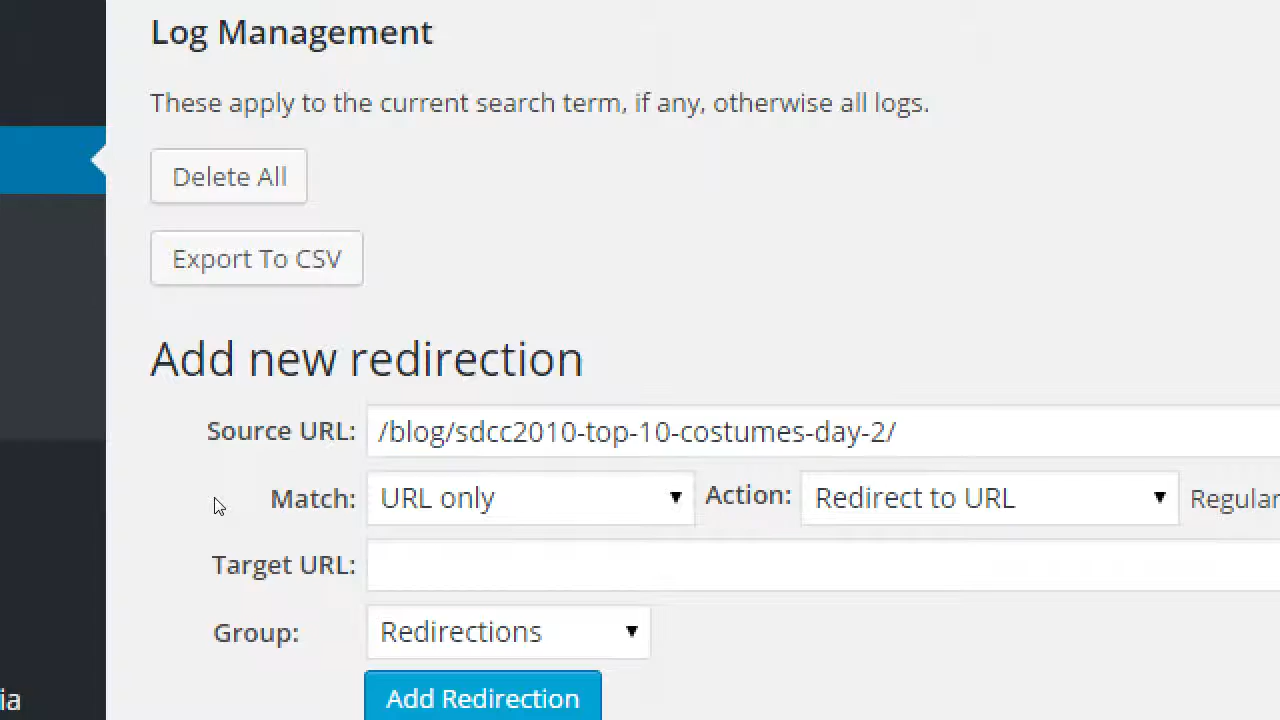 Log Management
These apply to the current search term, if any, otherwise all logs.
Delete All
Export To CSV
Add new redirection
Source URL: /blog/sdcc2010-top-10-costumes-day-2/
Match: URL only Action: Redirect to URL Regular
Target URL:
Group: Redirections
Add Redirection
ia